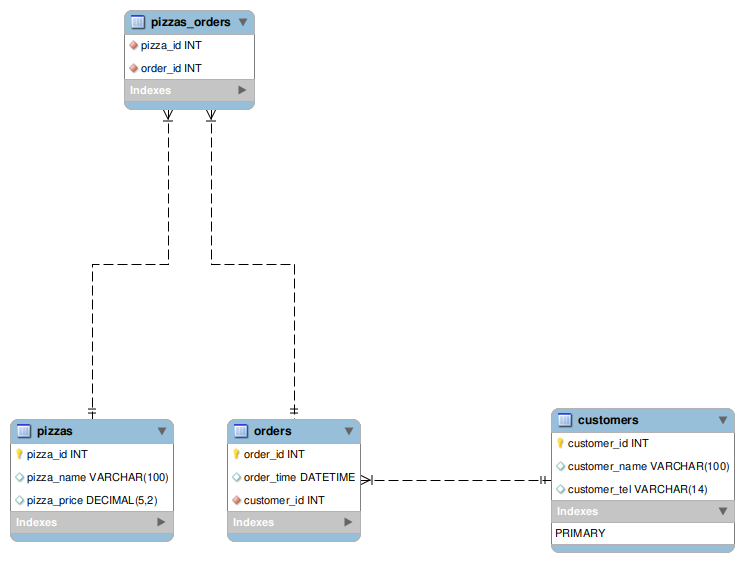 pizzas_orders
pizza_id INT
order_id INT
Indexes
pizzas
pizza_id INT
pizza_name VARCHAR(100)
pizza_price DECIMAL(5,2)
Indexes
orders
order_id INT
order_time DATETIME
customer_id INT
Indexes
customers
customer_id INT
customer_name VARCHAR(100)
customer_tel VARCHAR(14)
Indexes
PRIMARY